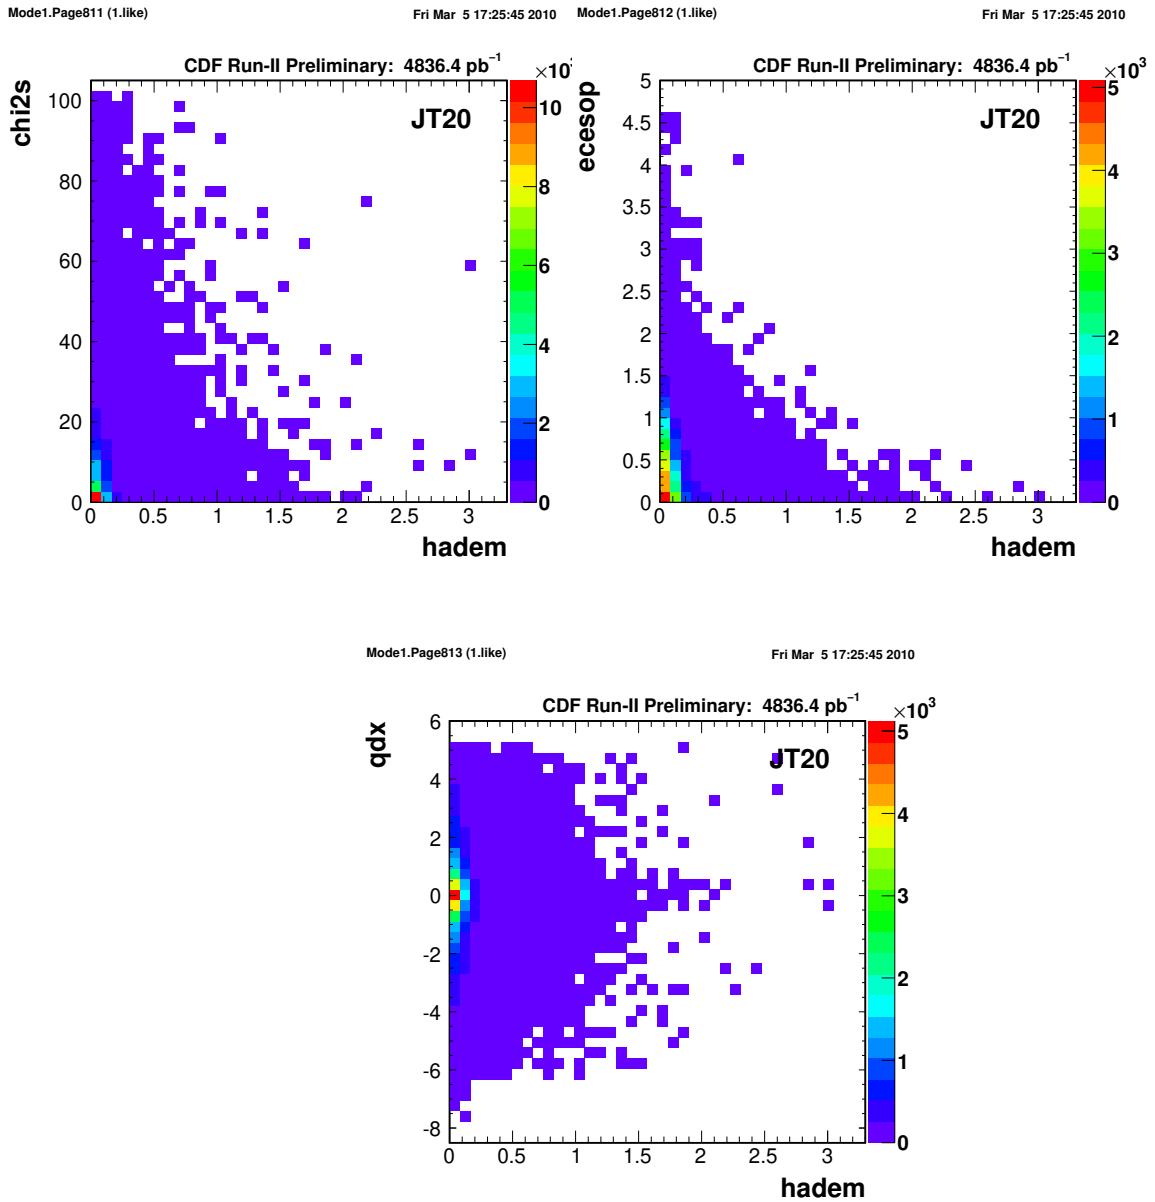 Mode1.Page811 (1.like) Fri Mar 5 17:25:45 2010
CDF Run-II Preliminary: 4836.4 pb⁻¹
×10³
chi2s
JT20
100
80
60
40
20
0
0 0.5 1 1.5 2 2.5 3
hadem
10
8
6
4
2
0
Mode1.Page812 (1.like) Fri Mar 5 17:25:45 2010
CDF Run-II Preliminary: 4836.4 pb⁻¹
×10³
ecesop
JT20
5
4.5
4
3.5
3
2.5
2
1.5
1
0.5
0
0 0.5 1 1.5 2 2.5 3
hadem
5
4
3
2
1
0
Mode1.Page813 (1.like) Fri Mar 5 17:25:45 2010
CDF Run-II Preliminary: 4836.4 pb⁻¹
×10³
qdx
JT20
6
4
2
0
-2
-4
-6
-8
0 0.5 1 1.5 2 2.5 3
hadem
5
4
3
2
1
0